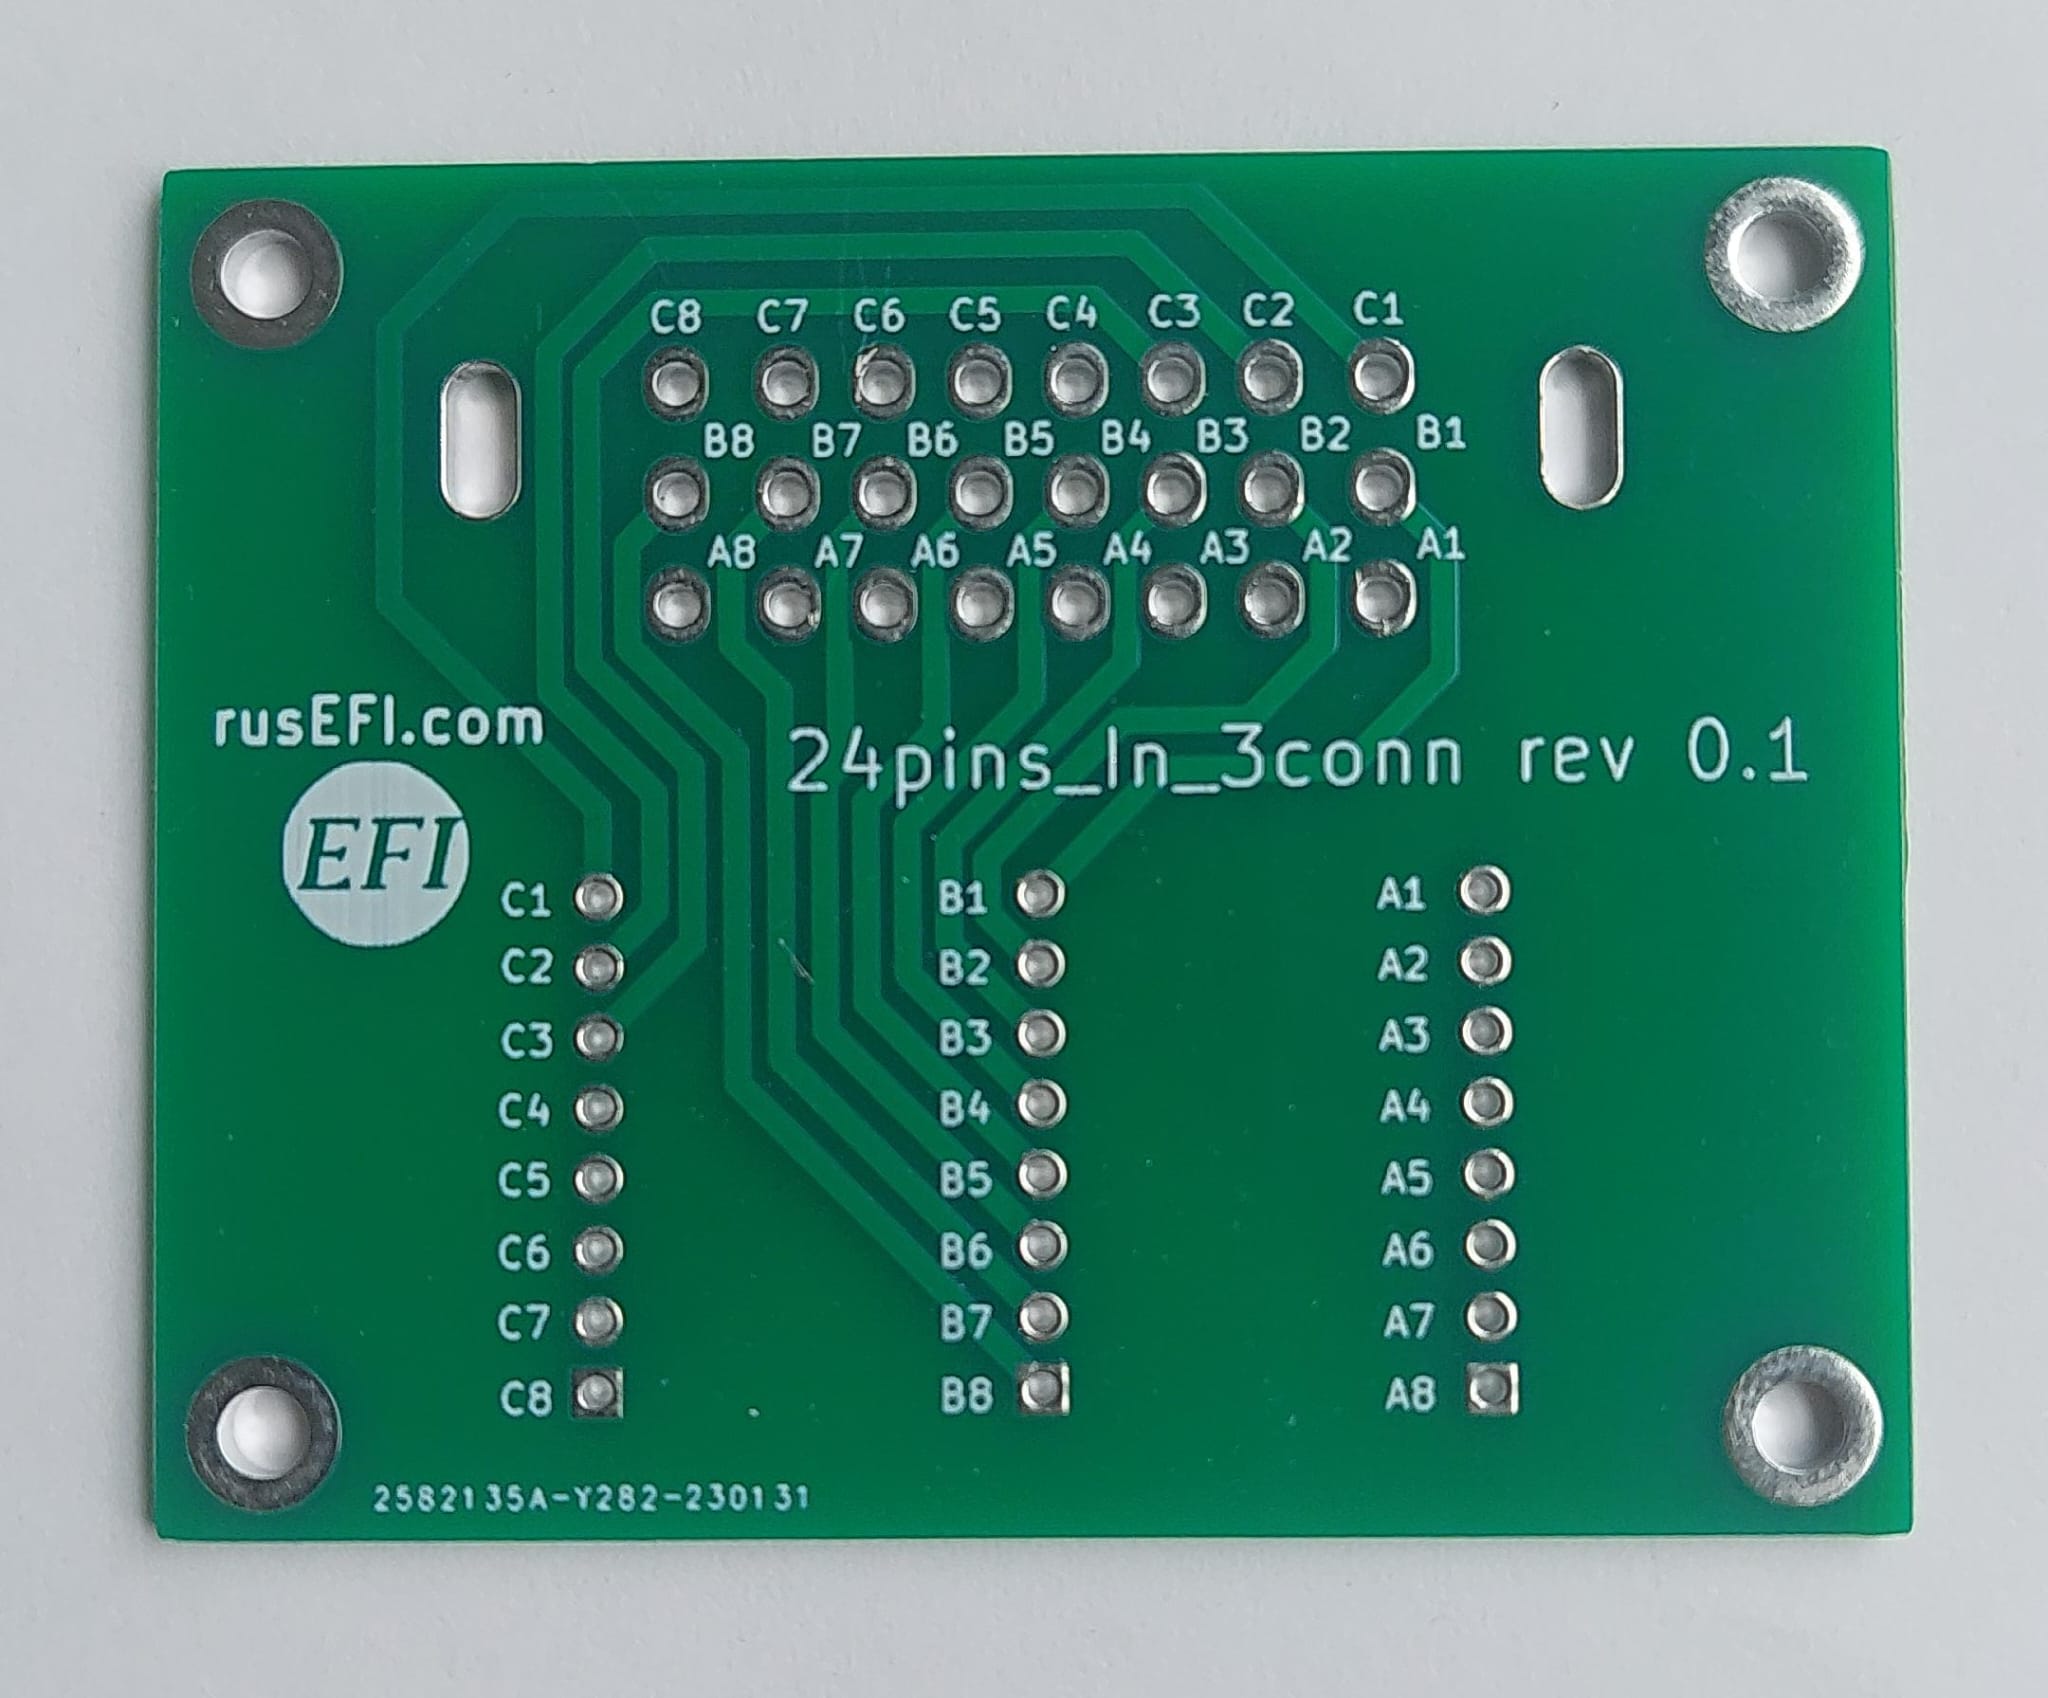 C8 C7 C6 C5 C4 C3 C2 C1
B8 B7 B6 B5 B4 B3 B2 B1
A8 A7 A6 A5 A4 A3 A2 A1
rusEFI.com
24pins_In_3conn rev 0.1
EFI
C1 B1 A1
C2 B2 A2
C3 B3 A3
C4 B4 A4
C5 B5 A5
C6 B6 A6
C7 B7 A7
C8 B8 A8
2582135A-Y282-230131